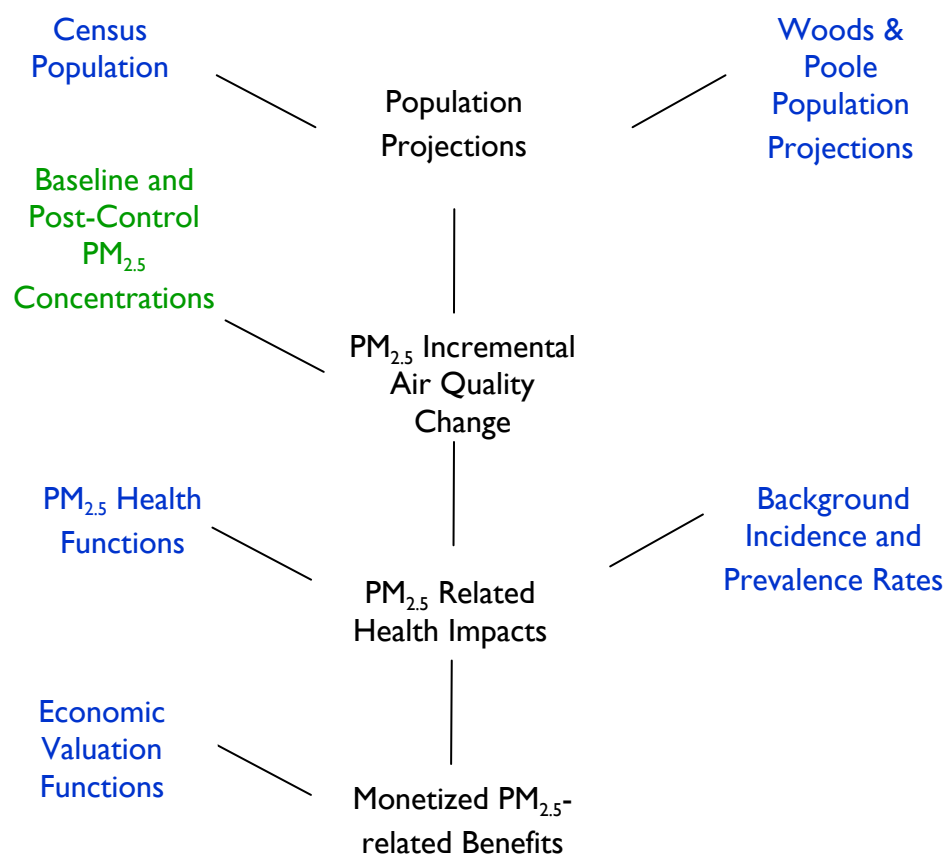 Census
Population
Woods &
Poole
Population
Projections
Population
Projections
Baseline and
Post-Control
PM2.5
Concentrations
PM2.5 Incremental
Air Quality
Change
PM2.5 Health
Functions
Background
Incidence and
Prevalence Rates
PM2.5 Related
Health Impacts
Economic
Valuation
Functions
Monetized PM2.5-
related Benefits